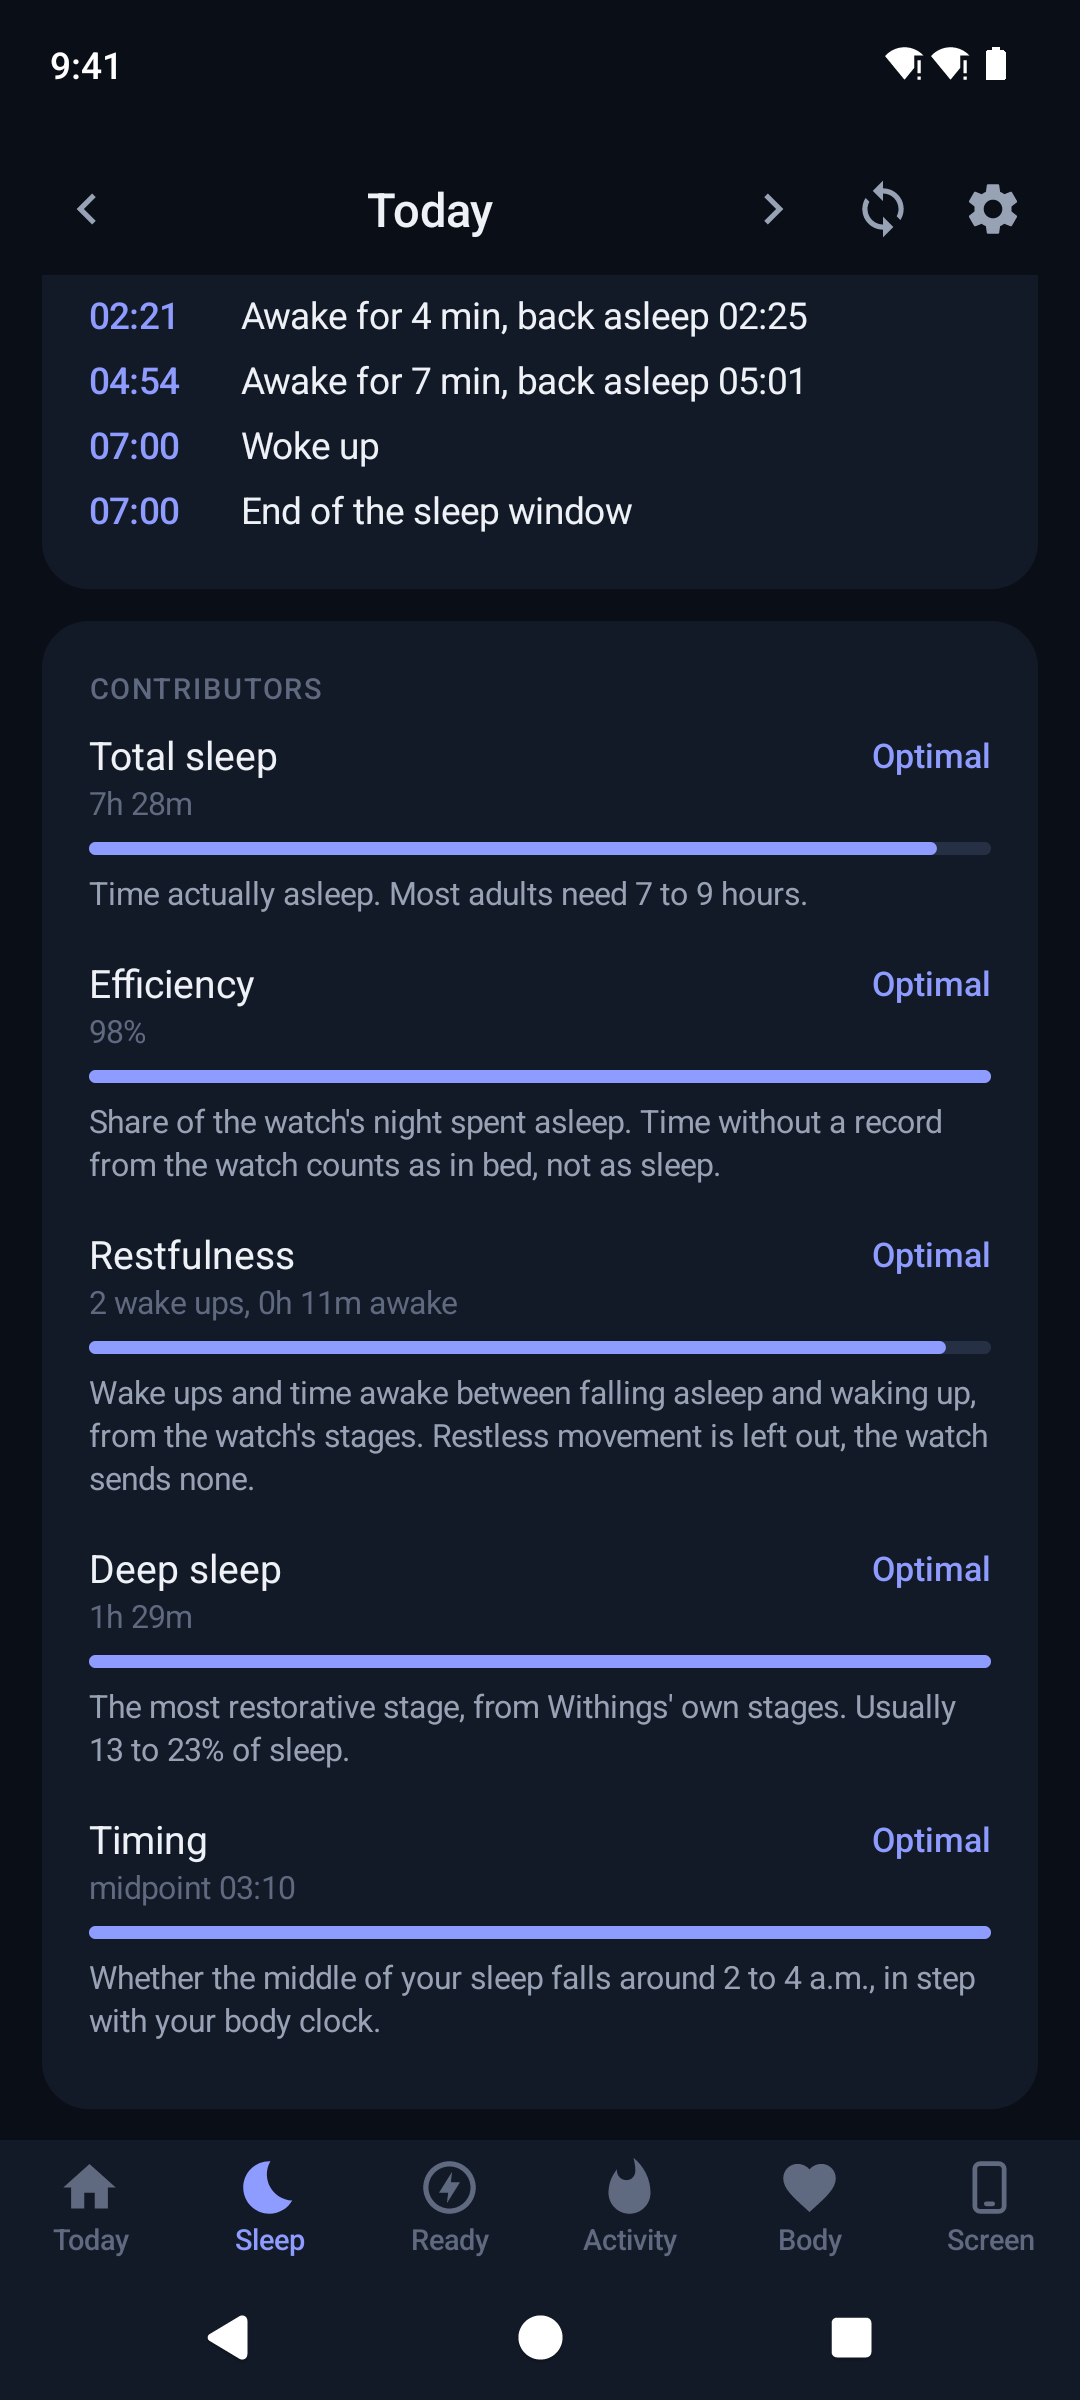 9:41
Today
02:21 Awake for 4 min, back asleep 02:25
04:54 Awake for 7 min, back asleep 05:01
07:00 Woke up
07:00 End of the sleep window
CONTRIBUTORS
Total sleep Optimal
7h 28m
Time actually asleep. Most adults need 7 to 9 hours.
Efficiency Optimal
98%
Share of the watch's night spent asleep. Time without a record
from the watch counts as in bed, not as sleep.
Restfulness Optimal
2 wake ups, 0h 11m awake
Wake ups and time awake between falling asleep and waking up,
from the watch's stages. Restless movement is left out, the watch
sends none.
Deep sleep Optimal
1h 29m
The most restorative stage, from Withings' own stages. Usually
13 to 23% of sleep.
Timing Optimal
midpoint 03:10
Whether the middle of your sleep falls around 2 to 4 a.m., in step
with your body clock.
Today Sleep Ready Activity Body Screen